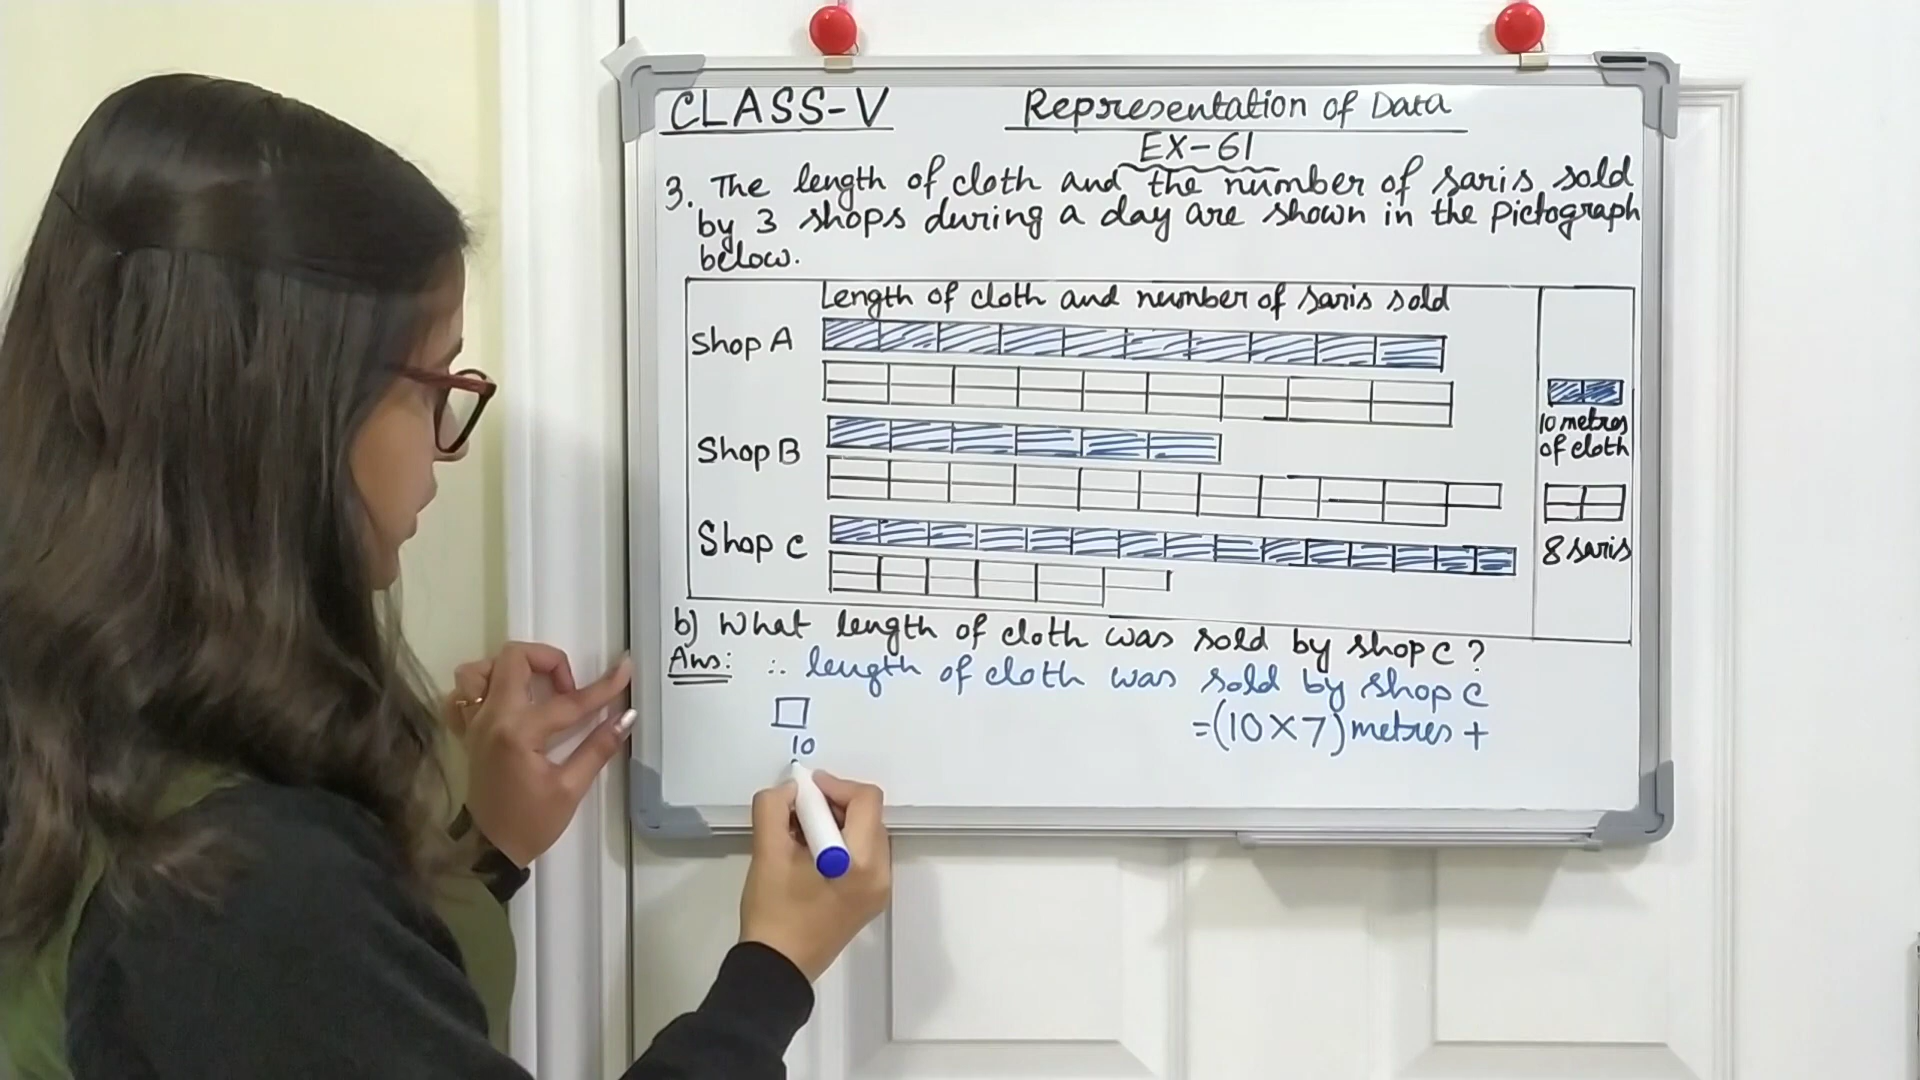 CLASS-V
Representation of Data
EX-61
3. The length of cloth and the number of saris sold
by 3 shops during a day are shown in the pictograph
below.
Length of cloth and number of saris sold
Shop A
Shop B
Shop C
10 metres
of cloth
8 saris
b) What length of cloth was sold by shop C?
Ans: ∴ length of cloth was sold by shop C
=(10×7) metres +
10